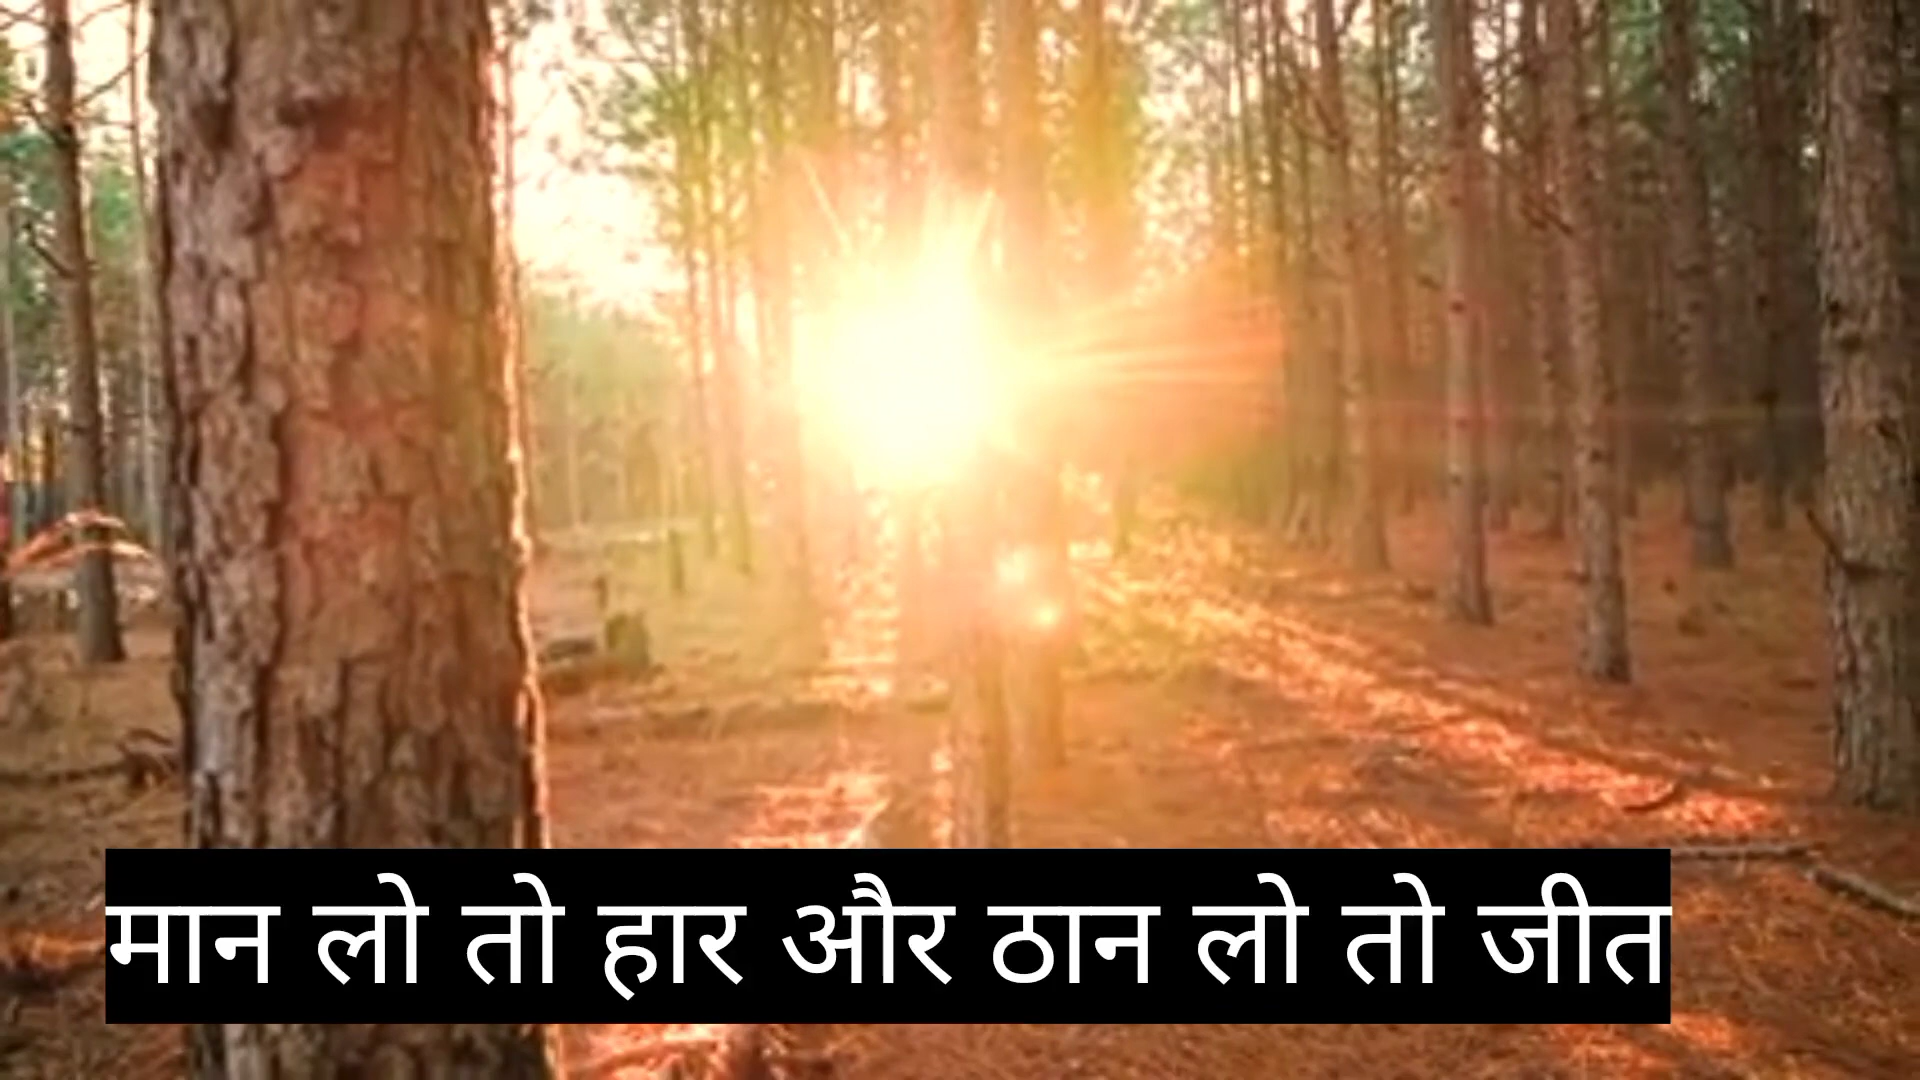 मान लो तो हार और ठान लो तो जीत